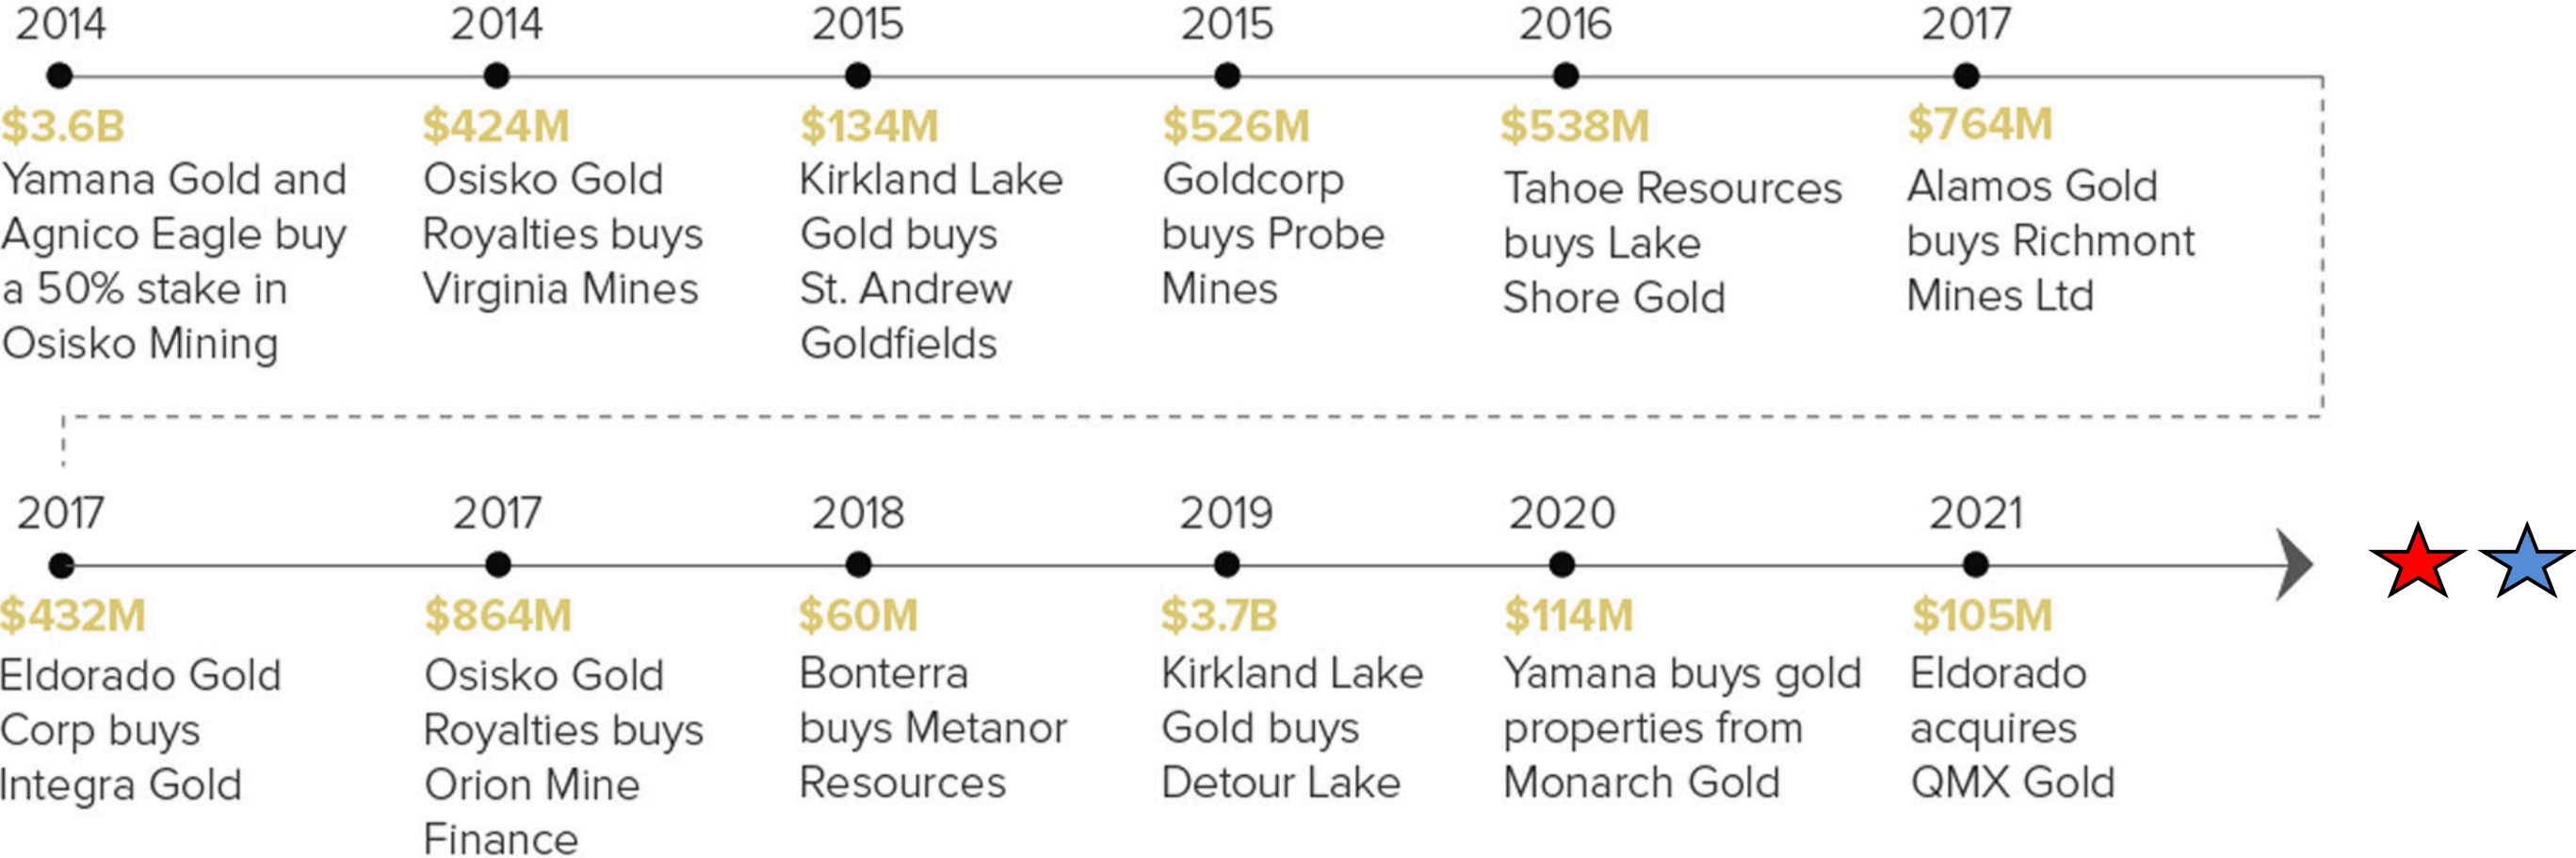 2014
$3.6B
Yamana Gold and
Agnico Eagle buy
a 50% stake in
Osisko Mining
2014
$424M
Osisko Gold
Royalties buys
Virginia Mines
2015
$134M
Kirkland Lake
Gold buys
St. Andrew
Goldfields
2015
$526M
Goldcorp
buys Probe
Mines
2016
$538M
Tahoe Resources
buys Lake
Shore Gold
2017
$764M
Alamos Gold
buys Richmont
Mines Ltd
2017
$432M
Eldorado Gold
Corp buys
Integra Gold
2017
$864M
Osisko Gold
Royalties buys
Orion Mine
Finance
2018
$60M
Bonterra
buys Metanor
Resources
2019
$3.7B
Kirkland Lake
Gold buys
Detour Lake
2020
$114M
Yamana buys gold
properties from
Monarch Gold
2021
$105M
Eldorado
acquires
QMX Gold